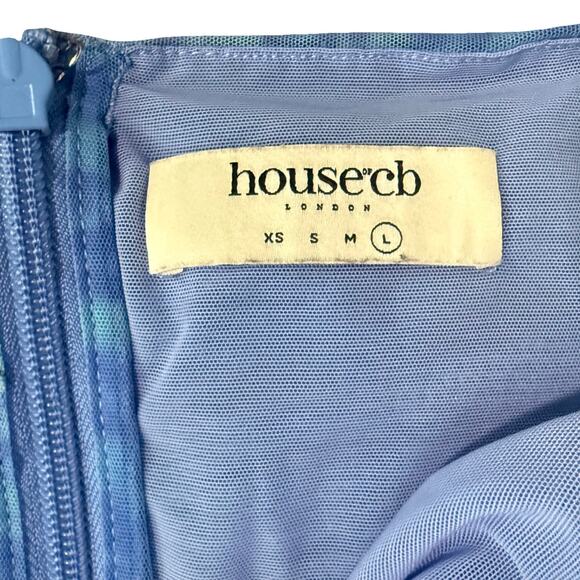 house OF cb
LONDON
XS S M L